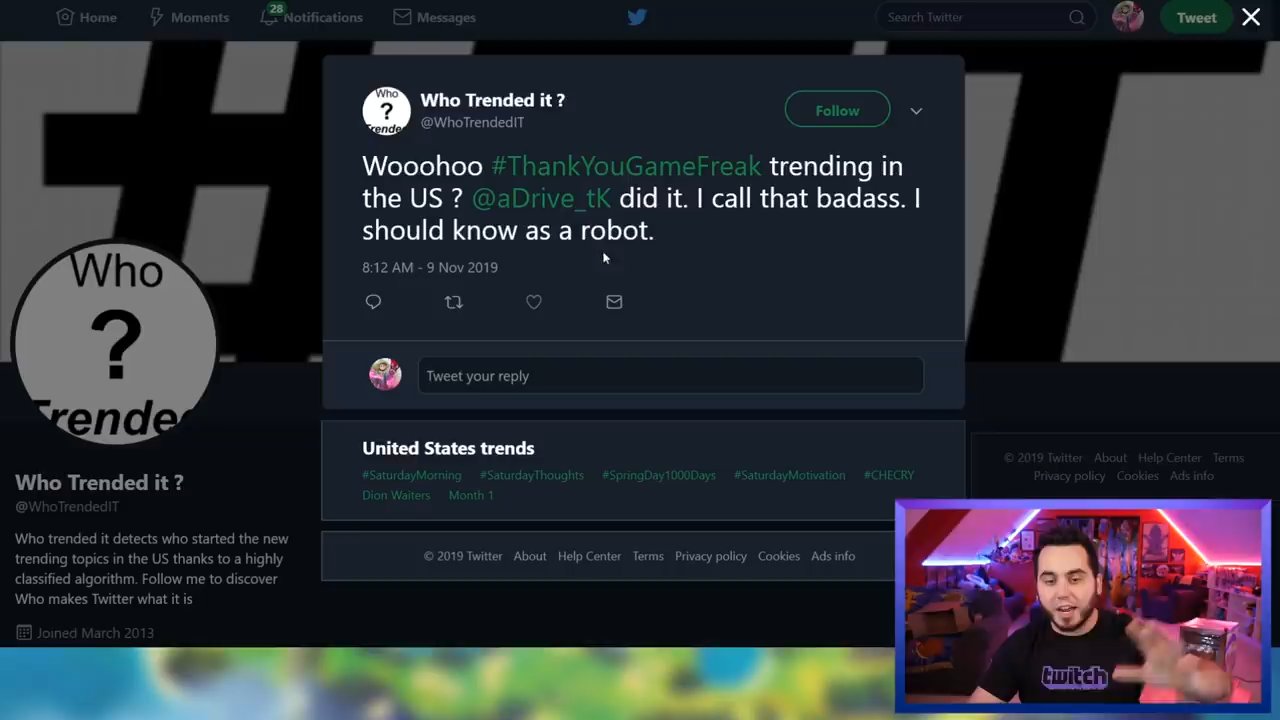 Home
Moments
28
Notifications
Messages
Search Twitter
Tweet
Who Trended it ?
@WhoTrendedIT
Follow
Wooohoo #ThankYouGameFreak trending in
the US ? @aDrive_tK did it. I call that badass. I
should know as a robot.
8:12 AM - 9 Nov 2019
Tweet your reply
United States trends
#SaturdayMorning #SaturdayThoughts #SpringDay1000Days #SaturdayMotivation #CHECRY
Dion Waiters Month 1
© 2019 Twitter About Help Center Terms Privacy policy Cookies Ads info
Who
?
Trended
Who
?
Trende
#IT
Who Trended it ?
@WhoTrendedIT
Who trended it detects who started the new
trending topics in the US thanks to a highly
classified algorithm. Follow me to discover
Who makes Twitter what it is
Joined March 2013
© 2019 Twitter About Help Center Terms
Privacy policy Cookies Ads info
twitch